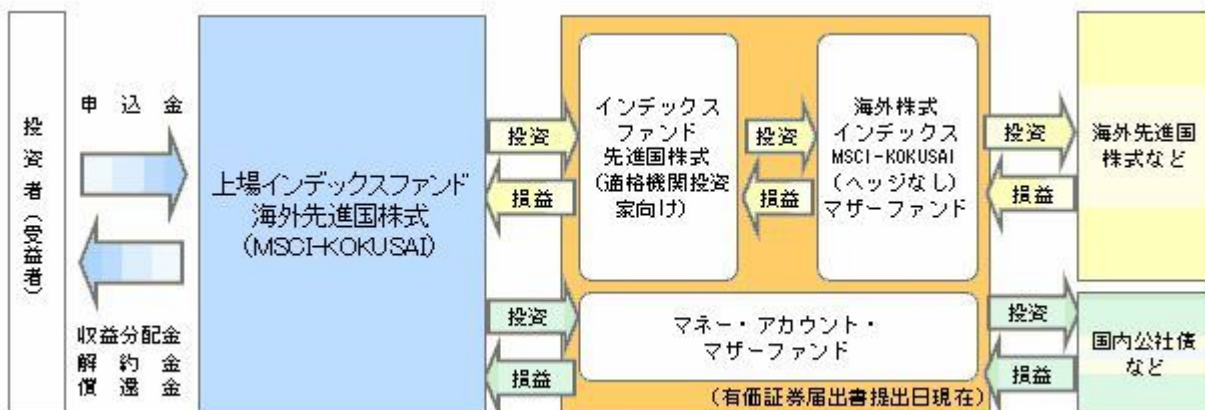 投資者(受益者)
申込金
収益分配金
解約金
償還金
上場インデックスファンド
海外先進国株式
(MSCI-KOKUSAI)
投資
損益
インデックス
ファンド
先進国株式
(適格機関投資
家向け)
投資
損益
海外株式
インデックス
MSCI-KOKUSAI
(ヘッジなし)
マザーファンド
投資
損益
海外先進国
株式など
投資
損益
マネー・アカウント・
マザーファンド
投資
損益
国内公社債
など
(有価証券届出書提出日現在)